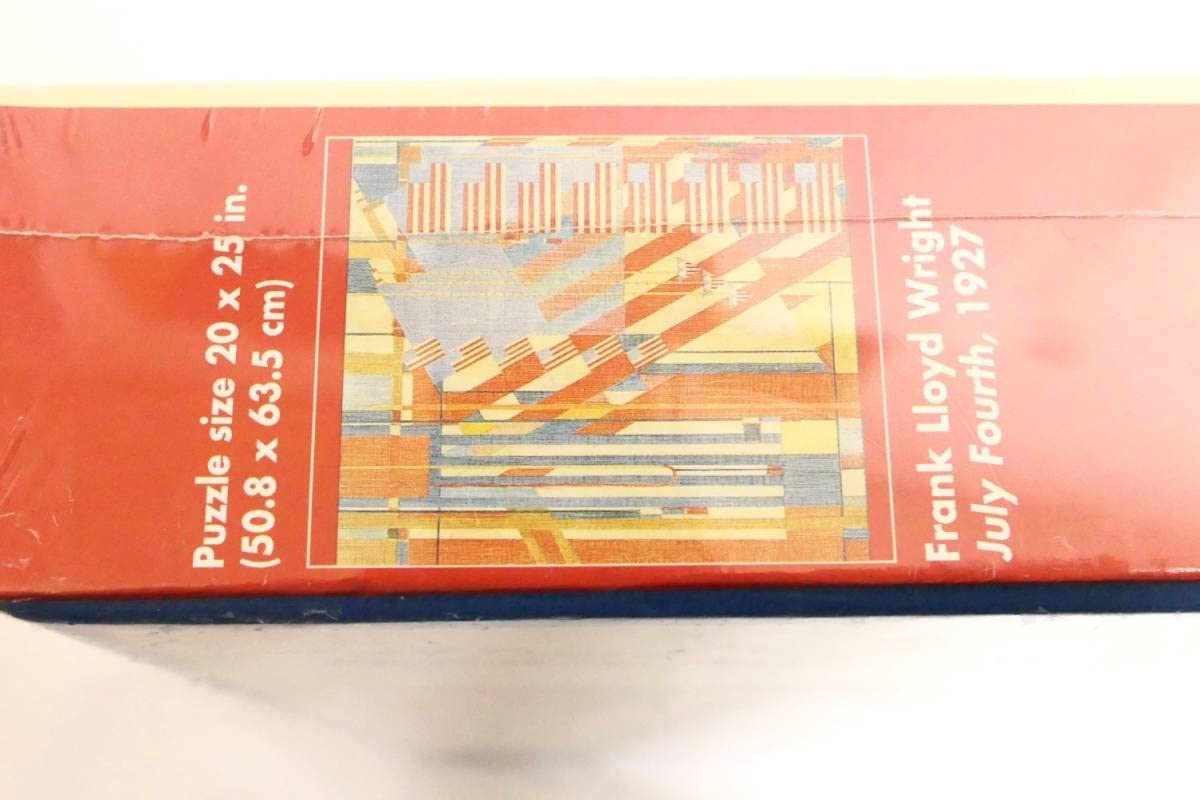 Puzzle size 20 x 25 in.
(50.8 x 63.5 cm)
Frank Lloyd Wright
July Fourth, 1927